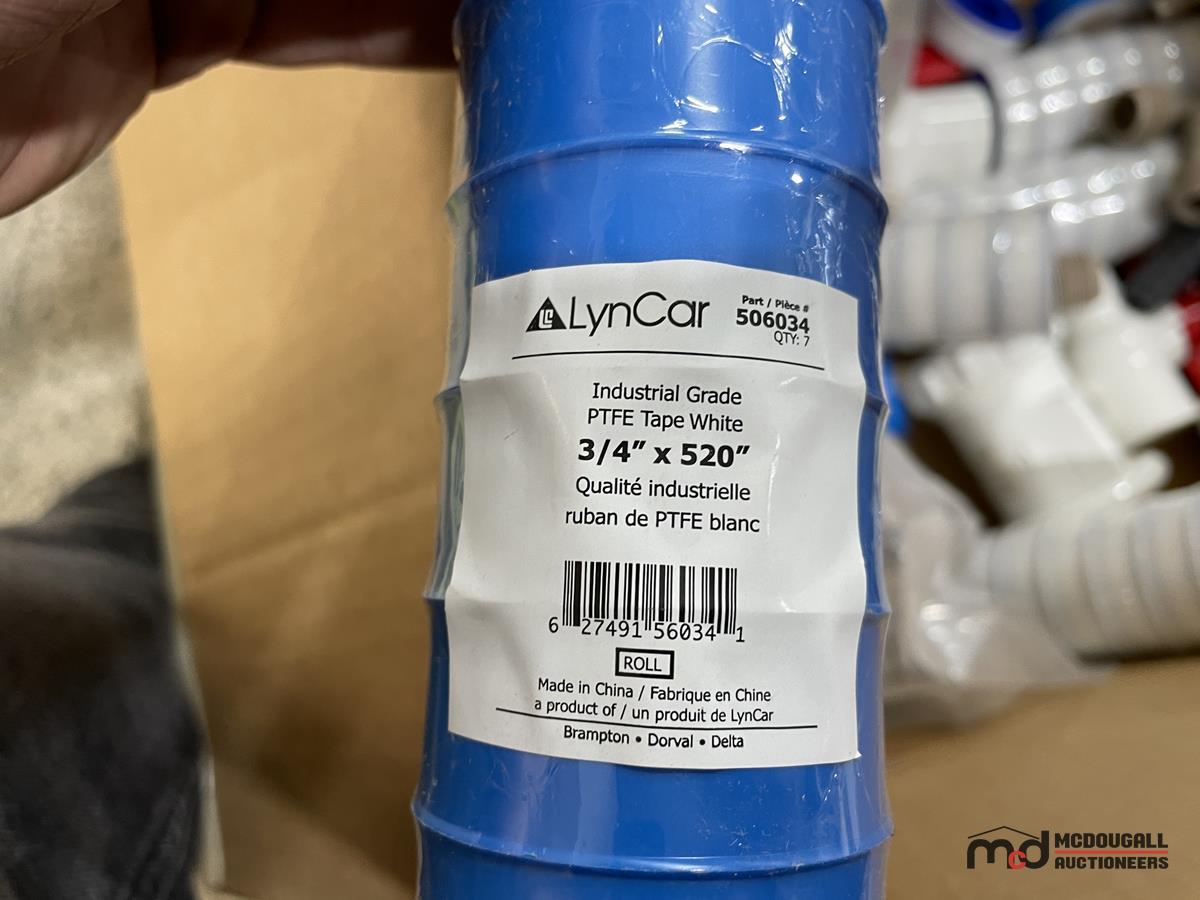 LynCar
Part / Pièce #
506034
QTY: 7
Industrial Grade
PTFE Tape White
3/4" x 520"
Qualité industrielle
ruban de PTFE blanc
6 27491 56034 1
ROLL
Made in China / Fabrique en Chine
a product of / un produit de LynCar
Brampton • Dorval • Delta
mcd MCDOUGALL
AUCTIONEERS